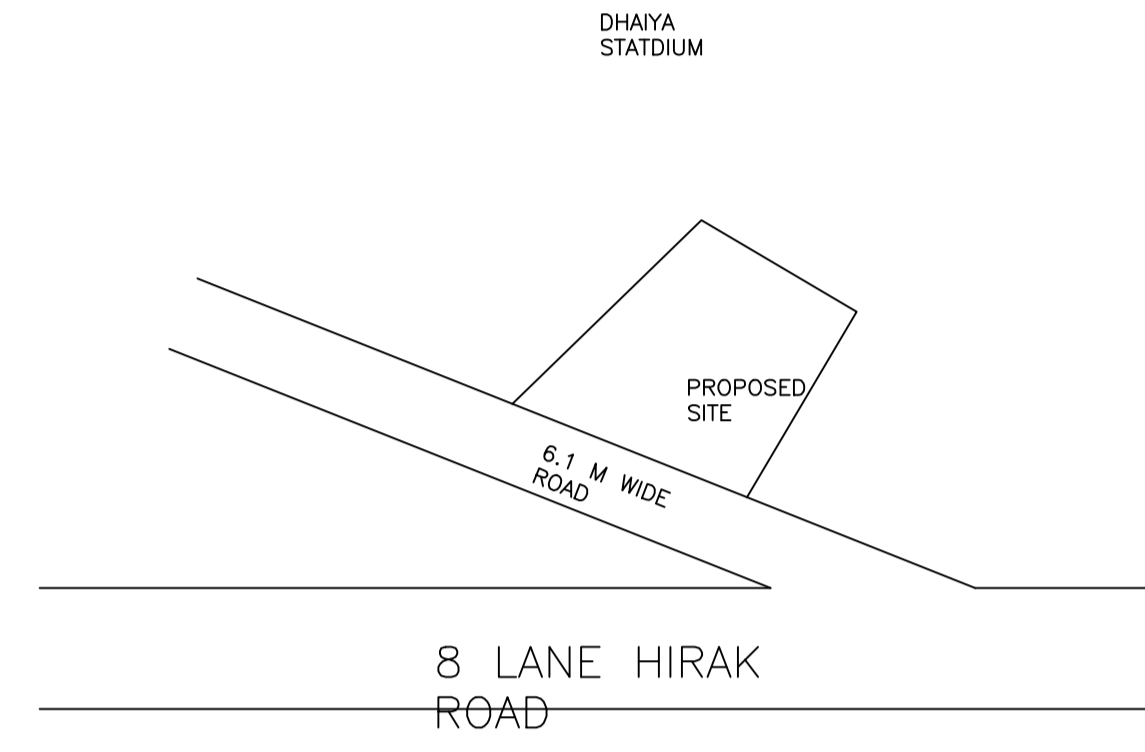 DHAIYA
STATDIUM
PROPOSED
SITE
6.1 M WIDE
ROAD
8 LANE HIRAK
ROAD